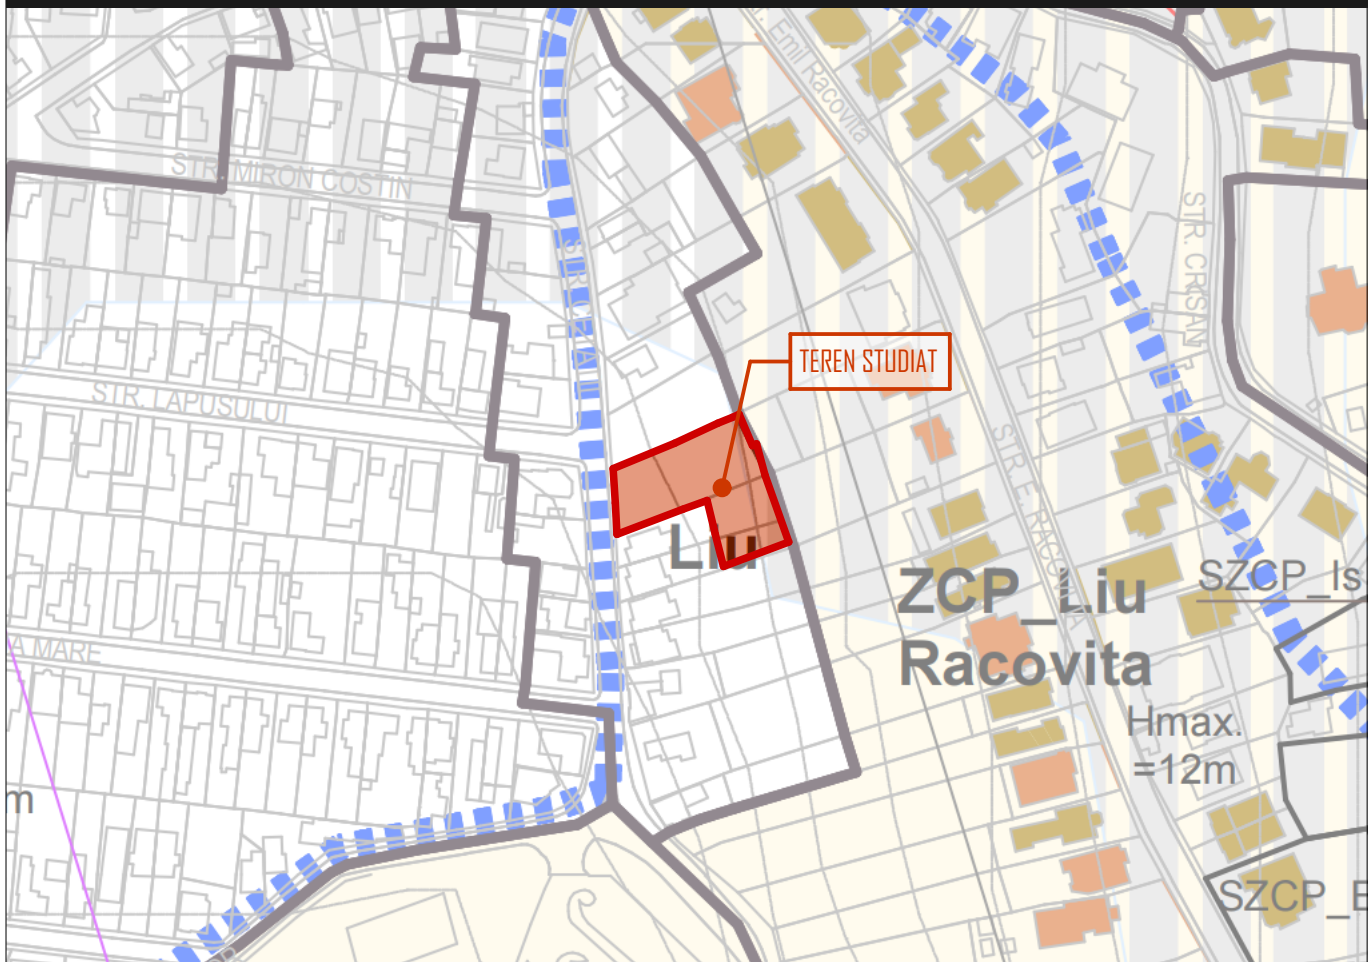 Str. Emil Racovita
STR. MIRON COSTIN
STR. CRISAN
TEREN STUDIAT
STR. LAPUSULUI
STR. E. RACOVITA
Liu
ZCP_Liu
Racovita
SZCP_Is
A MARE
Hmax.
=12m
m
SZCP_E